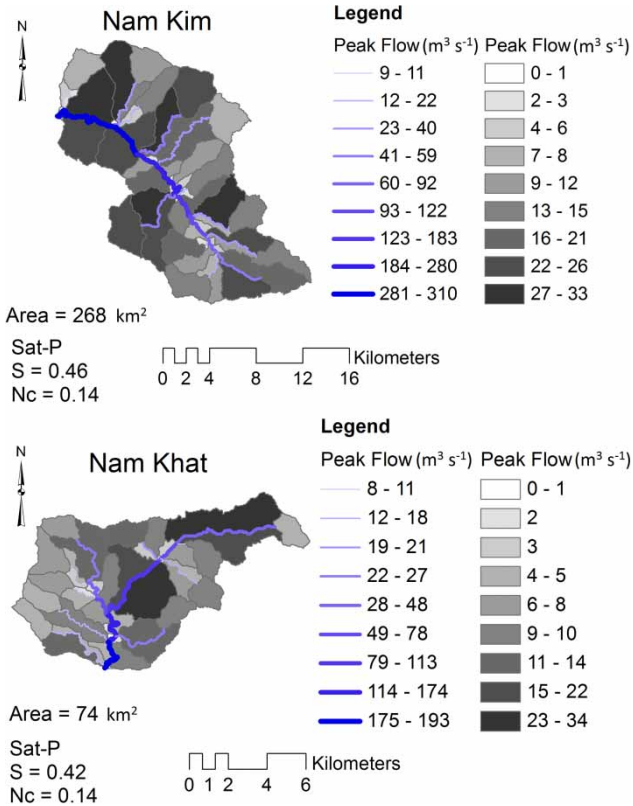 Nam Kim
N
Legend
Peak Flow (m³ s⁻¹) Peak Flow (m³ s⁻¹)
9 - 11 0 - 1
12 - 22 2 - 3
23 - 40 4 - 6
41 - 59 7 - 8
60 - 92 9 - 12
93 - 122 13 - 15
123 - 183 16 - 21
184 - 280 22 - 26
281 - 310 27 - 33
Area = 268 km²
Sat-P
S = 0.46
Nc = 0.14
Kilometers
0 2 4 8 12 16
Nam Khat
N
Legend
Peak Flow (m³ s⁻¹) Peak Flow (m³ s⁻¹)
8 - 11 0 - 1
12 - 18 2
19 - 21 3
22 - 27 4 - 5
28 - 48 6 - 8
49 - 78 9 - 10
79 - 113 11 - 14
114 - 174 15 - 22
175 - 193 23 - 34
Area = 74 km²
Sat-P
S = 0.42
Nc = 0.14
Kilometers
0 1 2 4 6